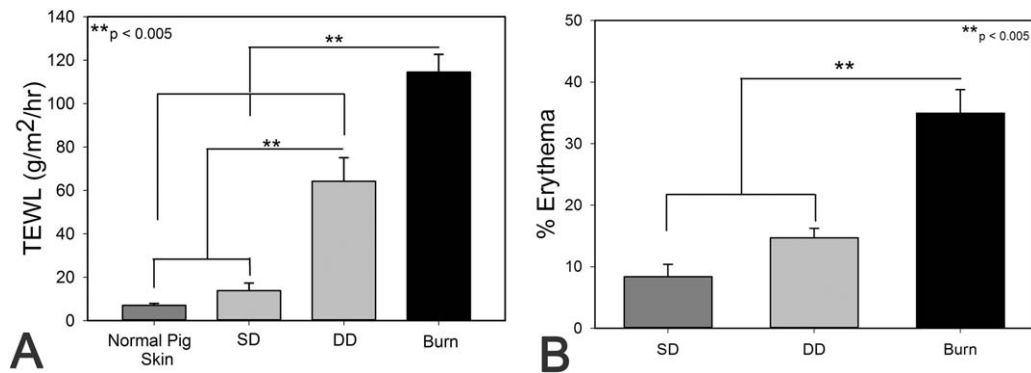 **p < 0.005
**
**
TEWL (g/m2/hr)
140
120
100
80
60
40
20
0
Normal Pig
Skin
SD
DD
Burn
A
**p < 0.005
**
% Erythema
50
40
30
20
10
0
SD
DD
Burn
B